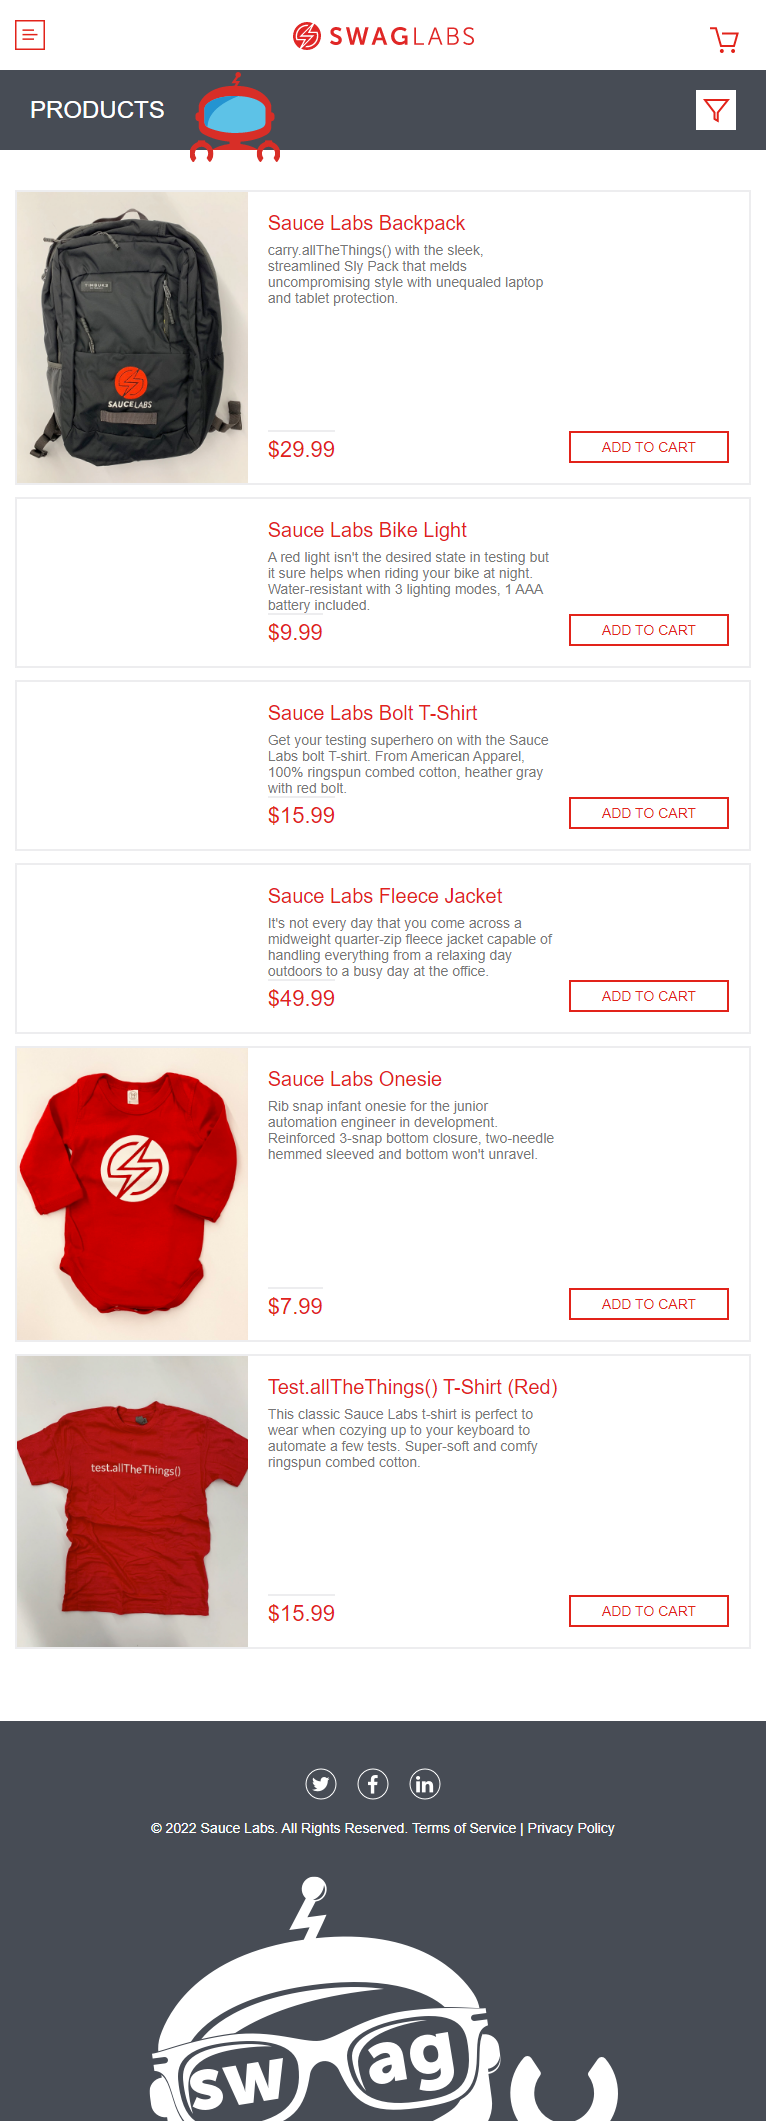 SWAGLABS
PRODUCTS
Sauce Labs Backpack
carry.allTheThings() with the sleek,
streamlined Sly Pack that melds
uncompromising style with unequaled laptop
and tablet protection.
SAUCELABS
$29.99
ADD TO CART
Sauce Labs Bike Light
A red light isn't the desired state in testing but
it sure helps when riding your bike at night.
Water-resistant with 3 lighting modes, 1 AAA
battery included.
$9.99
ADD TO CART
Sauce Labs Bolt T-Shirt
Get your testing superhero on with the Sauce
Labs bolt T-shirt. From American Apparel,
100% ringspun combed cotton, heather gray
with red bolt.
$15.99
ADD TO CART
Sauce Labs Fleece Jacket
It's not every day that you come across a
midweight quarter-zip fleece jacket capable of
handling everything from a relaxing day
outdoors to a busy day at the office.
$49.99
ADD TO CART
Sauce Labs Onesie
Rib snap infant onesie for the junior
automation engineer in development.
Reinforced 3-snap bottom closure, two-needle
hemmed sleeved and bottom won't unravel.
$7.99
ADD TO CART
Test.allTheThings() T-Shirt (Red)
This classic Sauce Labs t-shirt is perfect to
wear when cozying up to your keyboard to
automate a few tests. Super-soft and comfy
ringspun combed cotton.
test.allTheThings()
$15.99
ADD TO CART
© 2022 Sauce Labs. All Rights Reserved. Terms of Service | Privacy Policy
sw ag